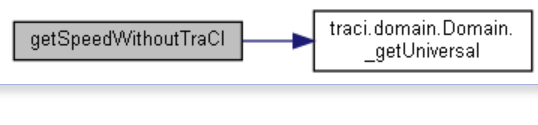 getSpeedWithoutTraCI
traci.domain.Domain.
_getUniversal